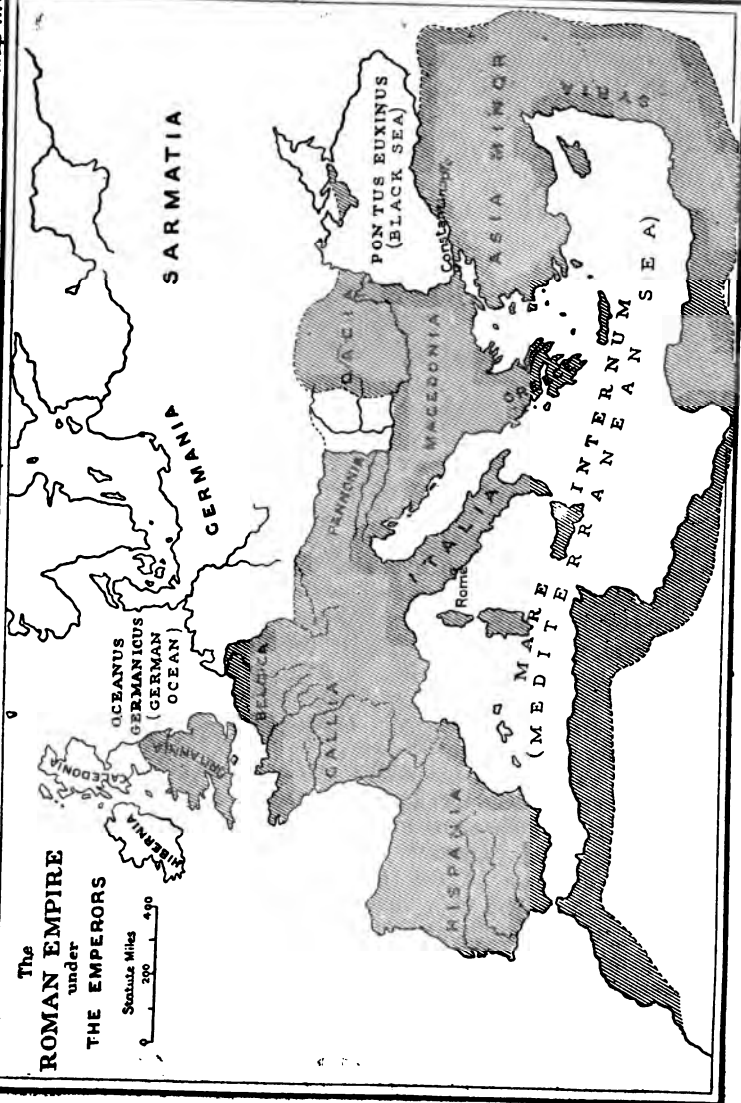 The
ROMAN EMPIRE
under
THE EMPERORS
Statute Miles
0 200 400
HIBERNIA
CALEDONIA
BRITANNIA
OCEANUS
GERMANICUS
(GERMAN
OCEAN)
GERMANIA
SARMATIA
BELGICA
GALLIA
HISPANIA
PANNONIA
DACIA
MACEDONIA
ITALIA
Rome
PONTUS EUXINUS
(BLACK SEA)
ASIA MINOR
MARE INTERNUM
(MEDITERRANEAN SEA)